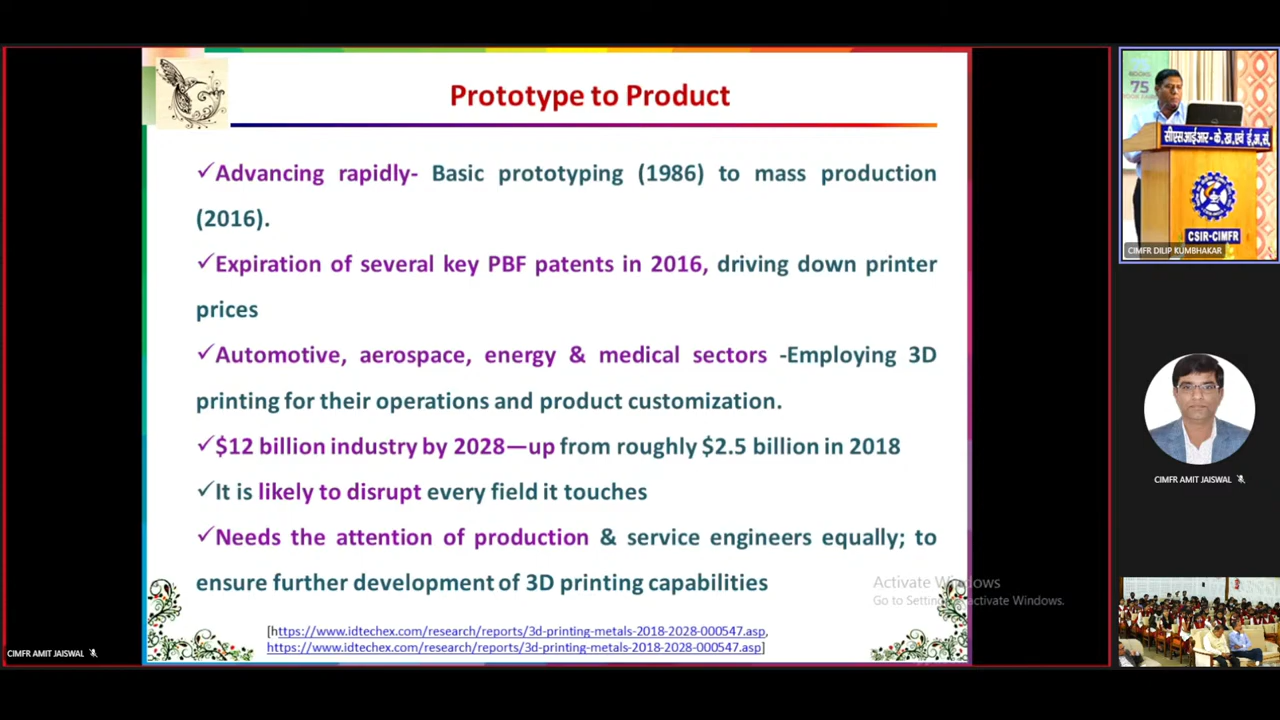 Prototype to Product
✓Advancing rapidly- Basic prototyping (1986) to mass production
(2016).
✓Expiration of several key PBF patents in 2016, driving down printer
prices
✓Automotive, aerospace, energy & medical sectors -Employing 3D
printing for their operations and product customization.
✓$12 billion industry by 2028—up from roughly $2.5 billion in 2018
✓It is likely to disrupt every field it touches
✓Needs the attention of production & service engineers equally; to
ensure further development of 3D printing capabilities
[https://www.idtechex.com/research/reports/3d-printing-metals-2018-2028-000547.asp,
https://www.idtechex.com/research/reports/3d-printing-metals-2018-2028-000547.asp]
Activate Windows
Go to Settings to activate Windows.
CIMFR AMIT JAISWAL
BOOKS
75
सीएसआईआर - के.ख.एवं ई.अ.सं.
CSIR-CIMFR
CIMFR DILIP KUMBHAKAR
CIMFR AMIT JAISWAL